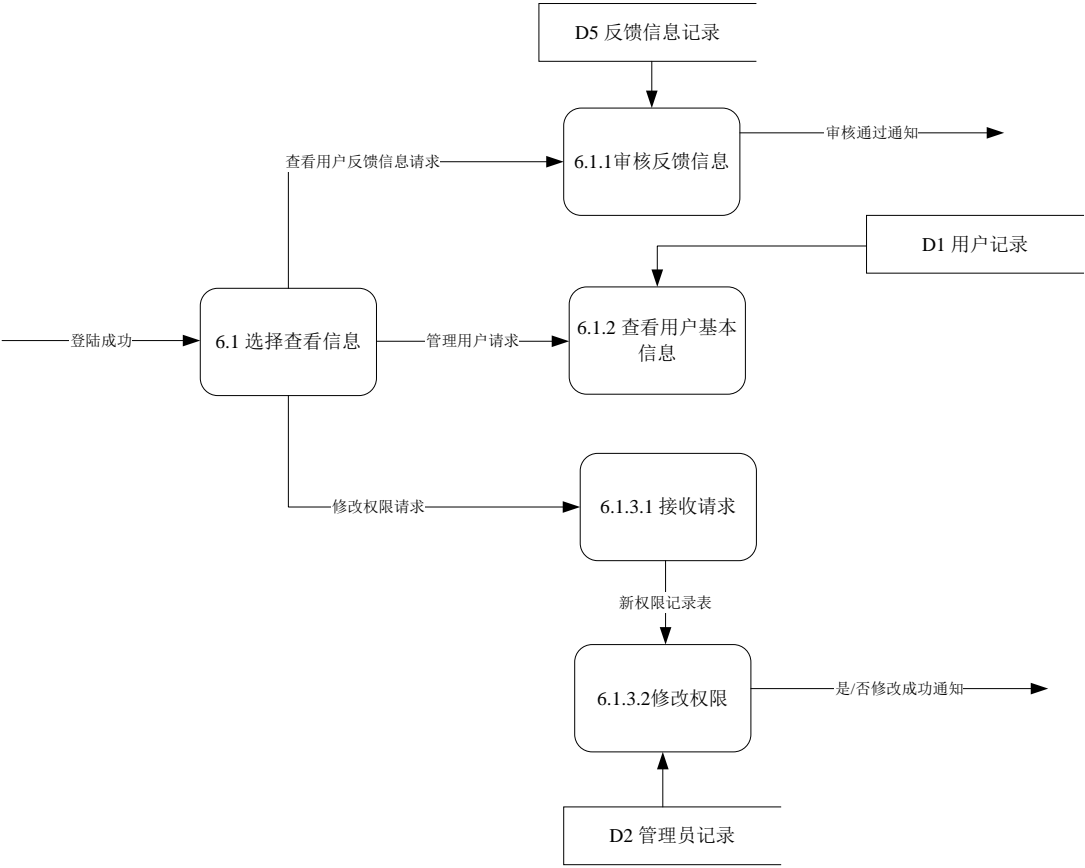 D5 反馈信息记录
审核通过通知
查看用户反馈信息请求
6.1.1审核反馈信息
D1 用户记录
登陆成功
6.1 选择查看信息
管理用户请求
6.1.2 查看用户基本
信息
修改权限请求
6.1.3.1 接收请求
新权限记录表
6.1.3.2修改权限
是/否修改成功通知
D2 管理员记录